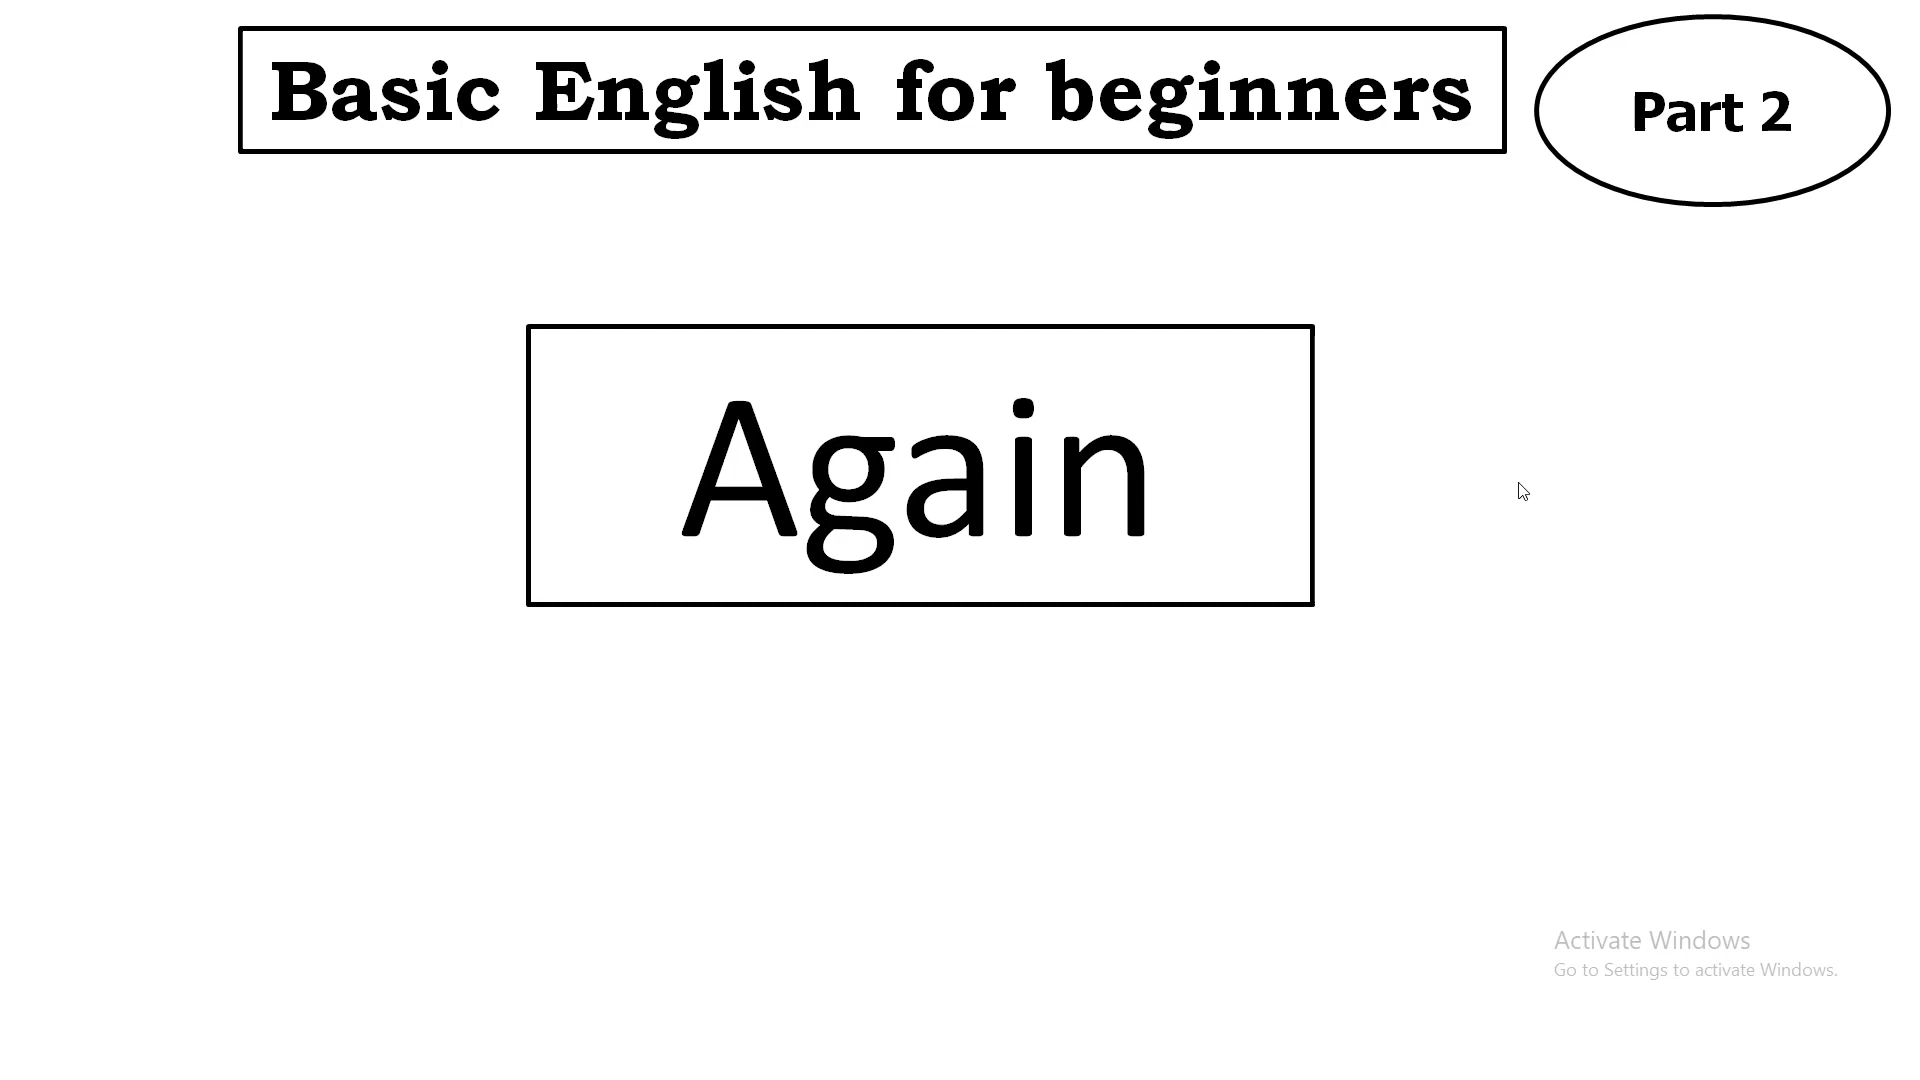 Basic English for beginners
Part 2
Again
Activate Windows
Go to Settings to activate Windows.